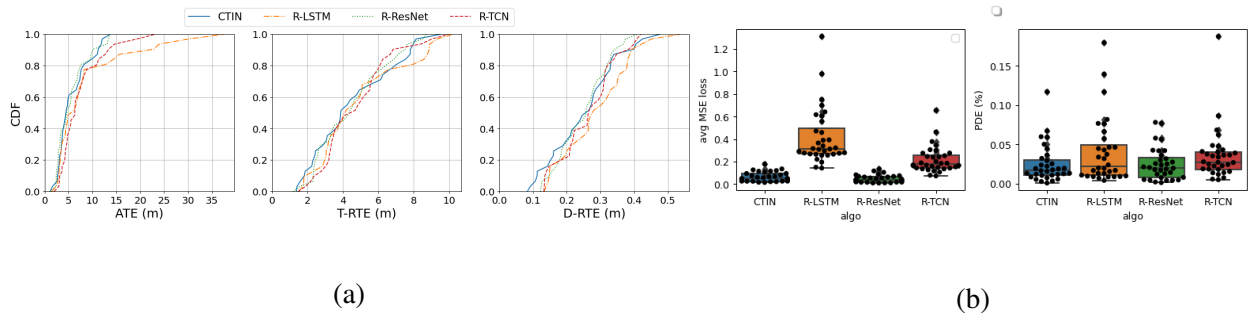 CTIN R-LSTM R-ResNet R-TCN
CDF
1.0
0.8
0.6
0.4
0.2
0.0
0 5 10 15 20 25 30 35
ATE (m)
1.0
0.8
0.6
0.4
0.2
0.0
0 2 4 6 8 10
T-RTE (m)
1.0
0.8
0.6
0.4
0.2
0.0
0.0 0.1 0.2 0.3 0.4 0.5
D-RTE (m)
(a)
avg MSE loss
1.2
1.0
0.8
0.6
0.4
0.2
0.0
CTIN R-LSTM R-ResNet R-TCN
algo
PDE (%)
0.15
0.10
0.05
0.00
CTIN R-LSTM R-ResNet R-TCN
algo
(b)